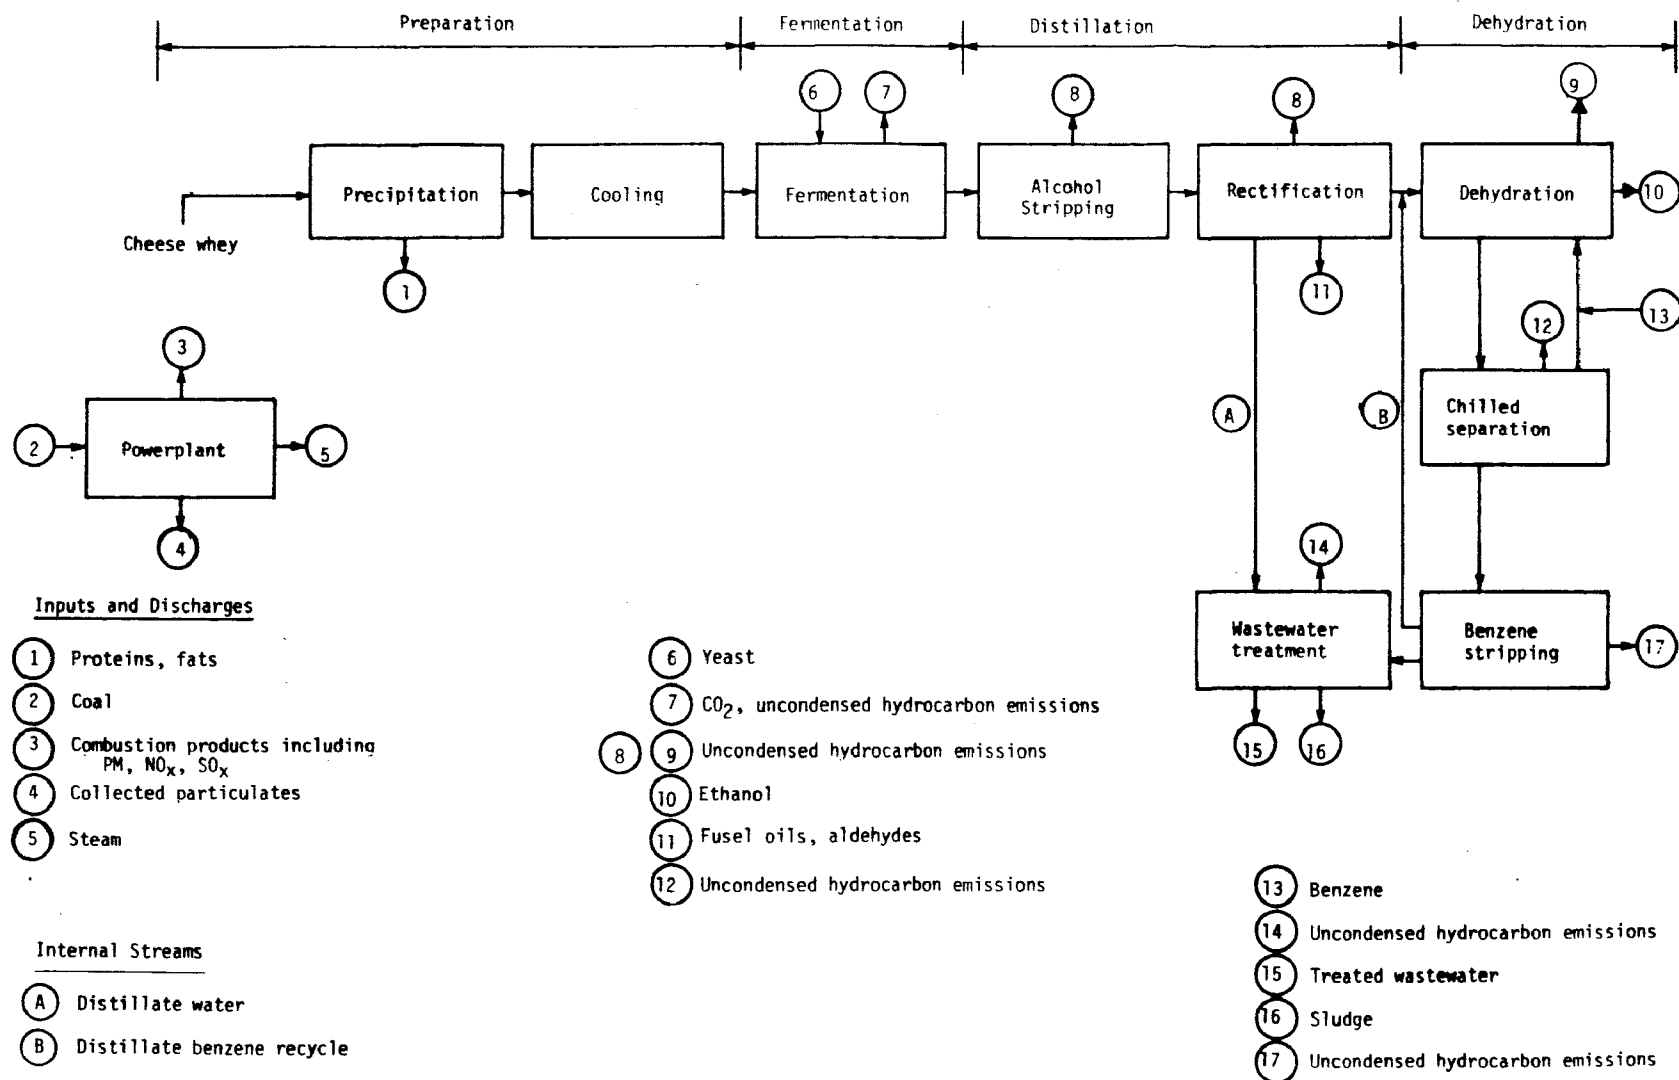 Preparation
Fermentation
Distillation
Dehydration
6
7
8
8
9
Precipitation
Cooling
Fermentation
Alcohol
Stripping
Rectification
Dehydration
10
Cheese whey
1
11
12
13
3
2
Powerplant
5
4
A
B
Chilled
separation
14
Wastewater
treatment
Benzene
stripping
17
15
16
Inputs and Discharges
1 Proteins, fats
2 Coal
3 Combustion products including
PM, NOx, SOx
4 Collected particulates
5 Steam
6 Yeast
7 CO2, uncondensed hydrocarbon emissions
8 9 Uncondensed hydrocarbon emissions
10 Ethanol
11 Fusel oils, aldehydes
12 Uncondensed hydrocarbon emissions
13 Benzene
14 Uncondensed hydrocarbon emissions
15 Treated wastewater
16 Sludge
17 Uncondensed hydrocarbon emissions
Internal Streams
A Distillate water
B Distillate benzene recycle